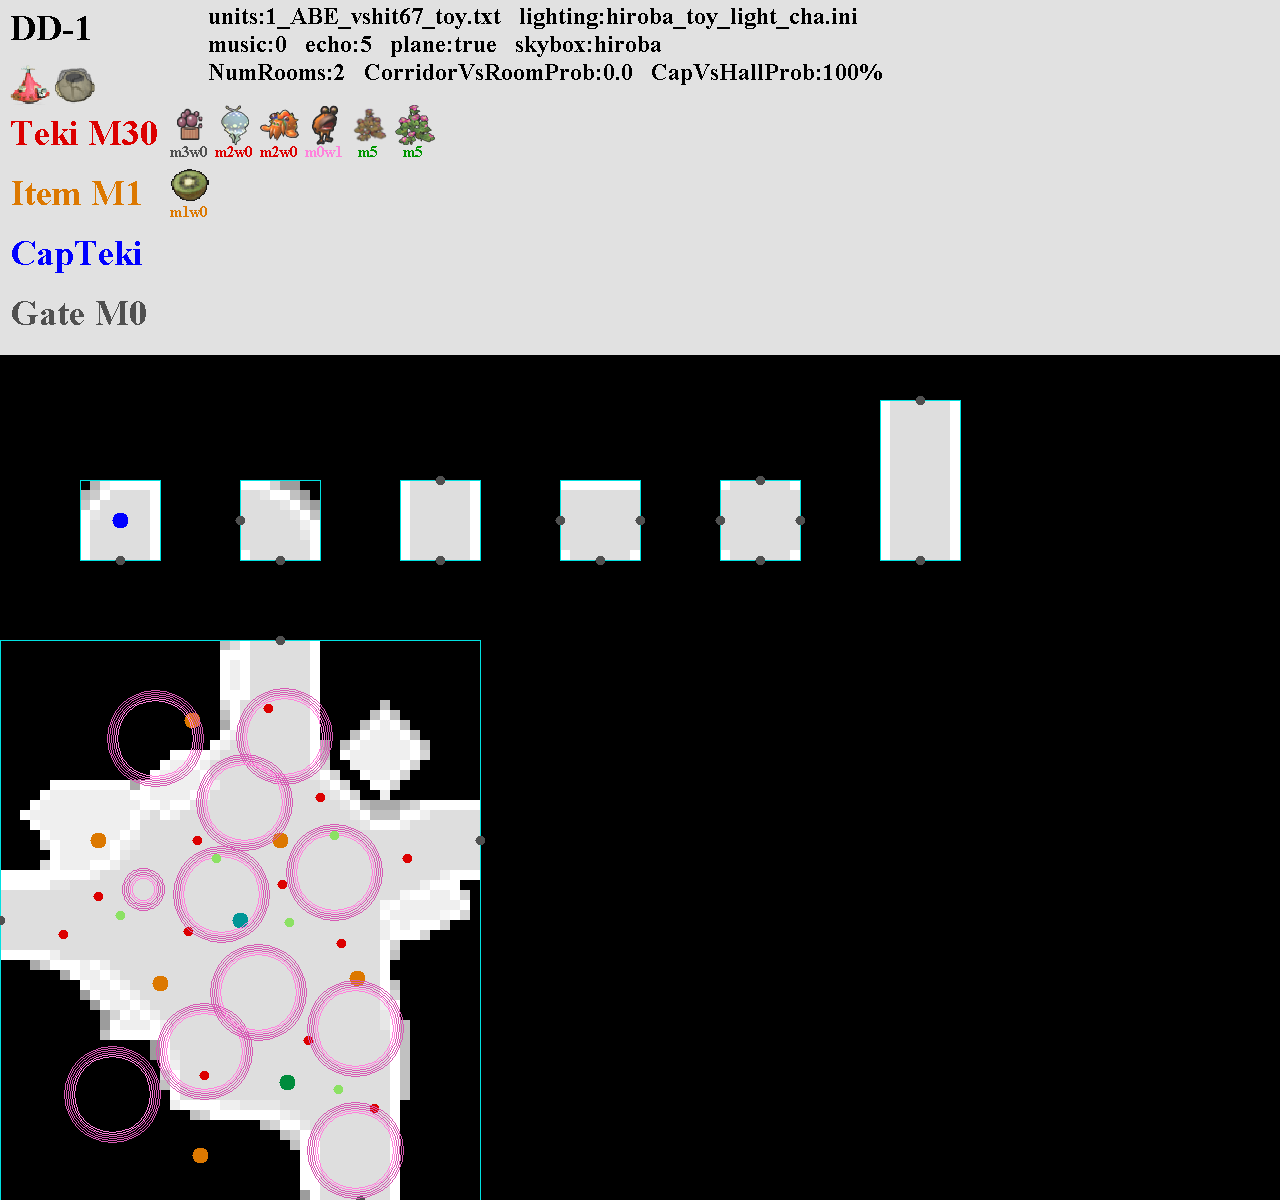 DD-1
units:1_ABE_vshit67_toy.txt lighting:hiroba_toy_light_cha.ini
music:0 echo:5 plane:true skybox:hiroba
NumRooms:2 CorridorVsRoomProb:0.0 CapVsHallProb:100%
Teki M30
m3w0 m2w0 m2w0 m0w1 m5 m5
Item M1
m1w0
CapTeki
Gate M0